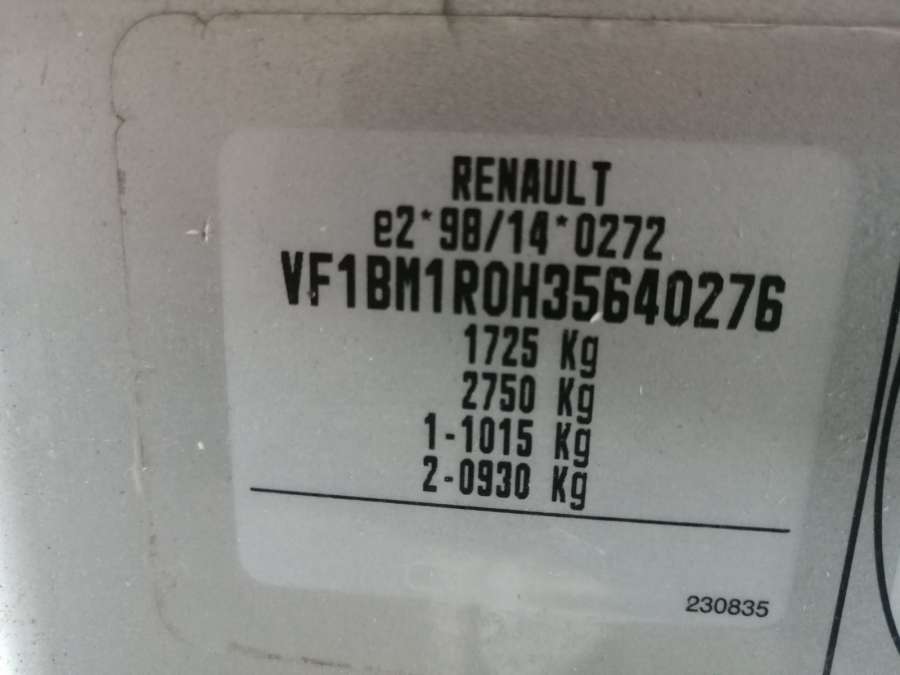 RENAULT
e2*98/14*0272
VF1BM1R0H35640276
1725 Kg
2750 Kg
1-1015 Kg
2-0930 Kg
230835